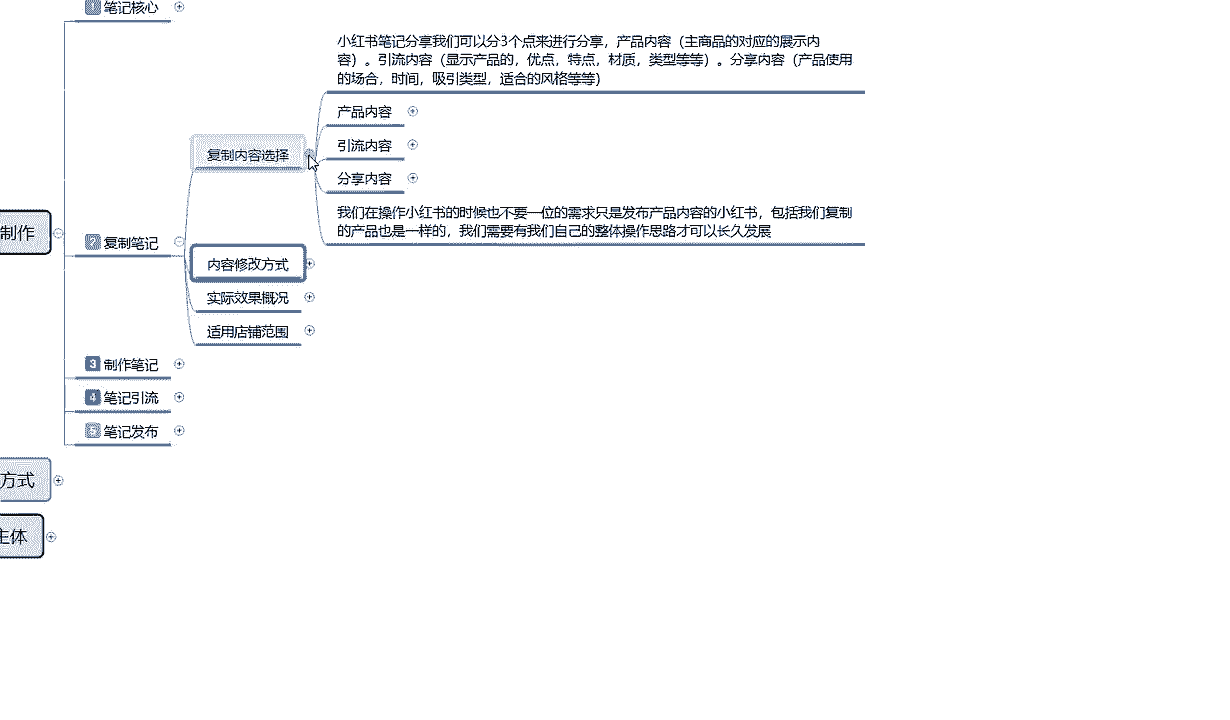 1 笔记核心
小红书笔记分享我们可以分3个点来进行分享，产品内容（主商品的对应的展示内
容）。引流内容（显示产品的，优点，特点，材质，类型等等）。分享内容（产品使用
的场合，时间，吸引类型，适合的风格等等）
产品内容
复制内容选择
引流内容
分享内容
我们在操作小红书的时候也不要一位的需求只是发布产品内容的小红书，包括我们复制
的产品也是一样的，我们需要有我们自己的整体操作思路才可以长久发展
制作
2 复制笔记
内容修改方式
实际效果概况
适用店铺范围
3 制作笔记
4 笔记引流
5 笔记发布
方式
主体